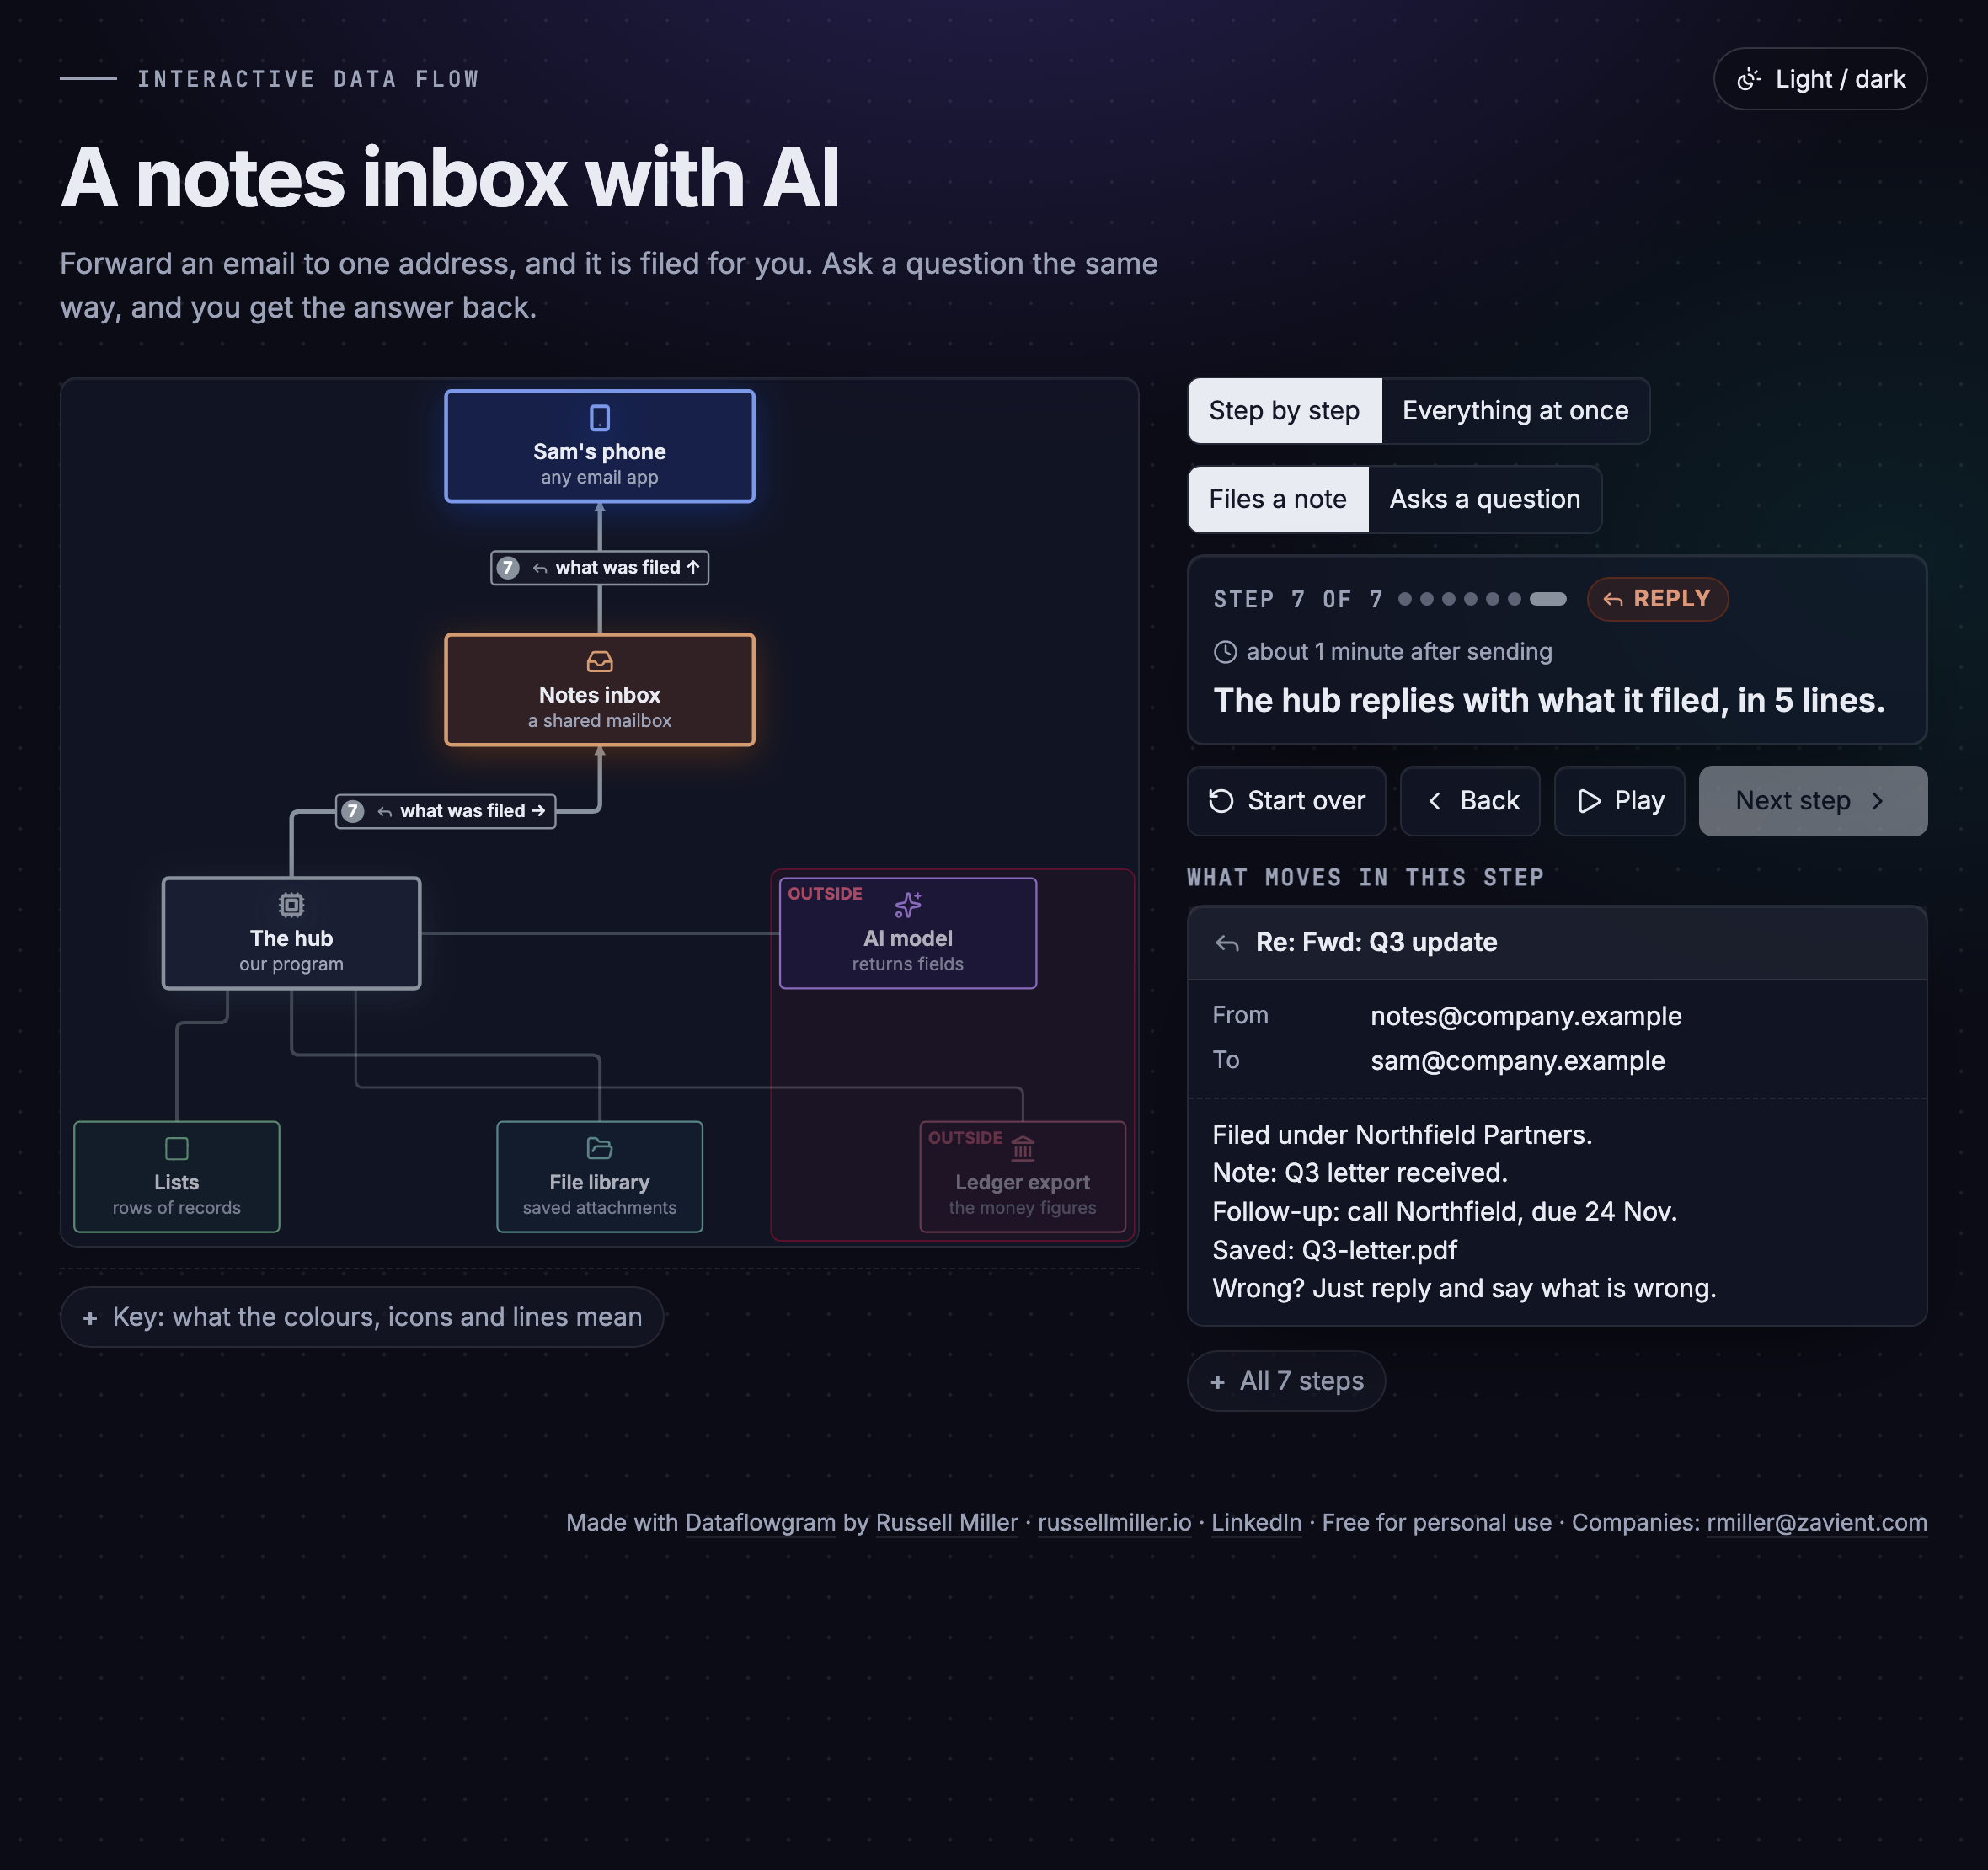 INTERACTIVE DATA FLOW
Light / dark
A notes inbox with AI
Forward an email to one address, and it is filed for you. Ask a question the same
way, and you get the answer back.
Sam's phone
any email app
7 what was filed ↑
Notes inbox
a shared mailbox
7 what was filed →
The hub
our program
OUTSIDE
AI model
returns fields
Lists
rows of records
File library
saved attachments
OUTSIDE
Ledger export
the money figures
+ Key: what the colours, icons and lines mean
Step by step
Everything at once
Files a note
Asks a question
STEP 7 OF 7
REPLY
about 1 minute after sending
The hub replies with what it filed, in 5 lines.
Start over
Back
Play
Next step
WHAT MOVES IN THIS STEP
Re: Fwd: Q3 update
From notes@company.example
To sam@company.example
Filed under Northfield Partners.
Note: Q3 letter received.
Follow-up: call Northfield, due 24 Nov.
Saved: Q3-letter.pdf
Wrong? Just reply and say what is wrong.
+ All 7 steps
Made with Dataflowgram by Russell Miller · russellmiller.io · LinkedIn · Free for personal use · Companies: rmiller@zavient.com